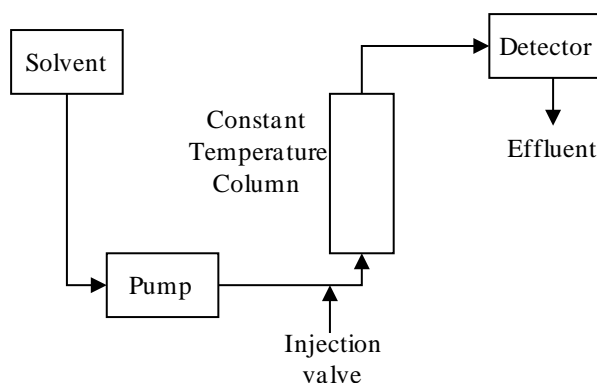 Solvent
Detector
Constant
Temperature
Column
Effluent
Pump
Injection
valve